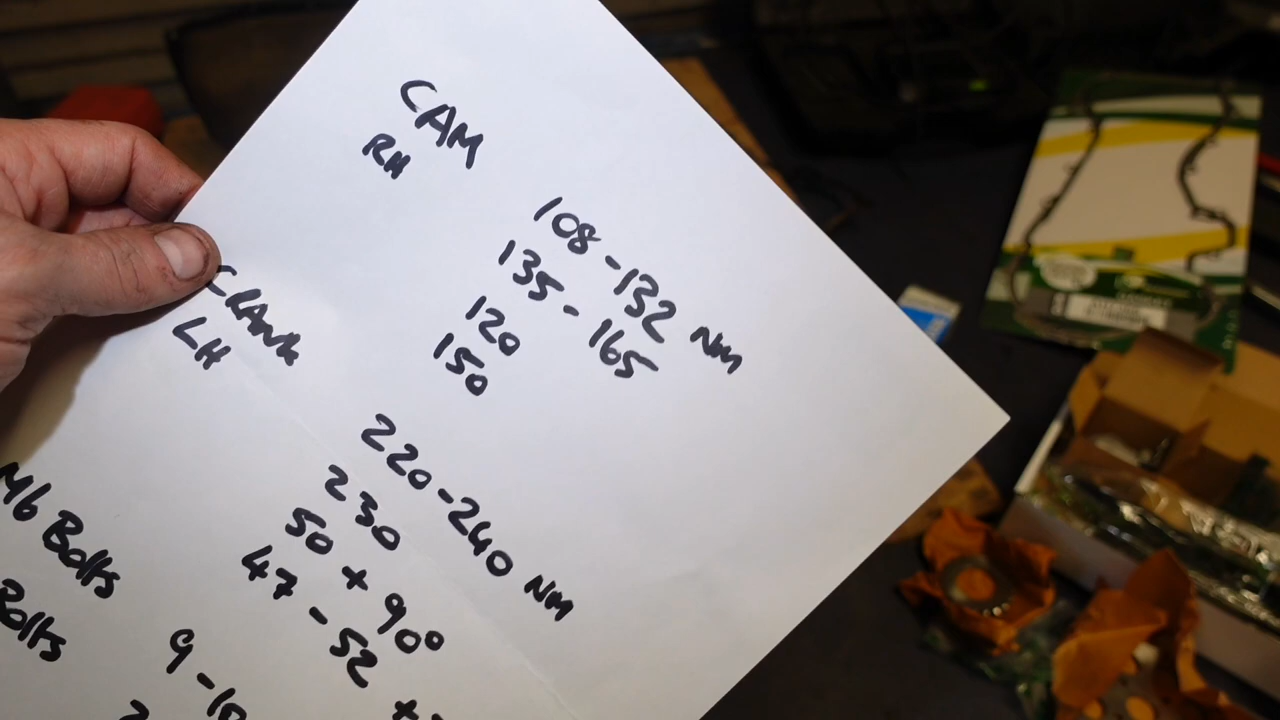 CAM
RH
108 - 132 NM
135 - 165
120
150
CRANK
LH
220 - 240 NM
230
50 + 90°
47 - 52
M6 Bolts
9 - 10
Bolts